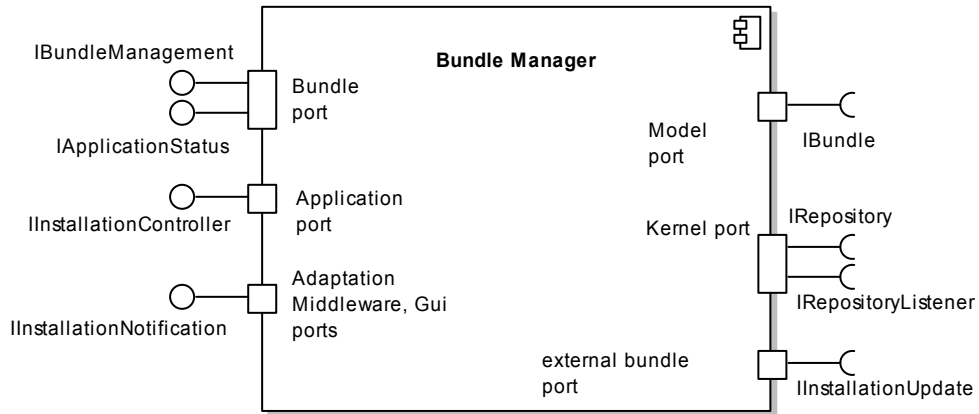 IBundleManagement
Bundle Manager
Bundle
port
IApplicationStatus
Model
port
IBundle
Application
port
IInstallationController
Kernel port
IRepository
Adaptation
Middleware, Gui
ports
IInstallationNotification
IRepositoryListener
external bundle
port
IInstallationUpdate